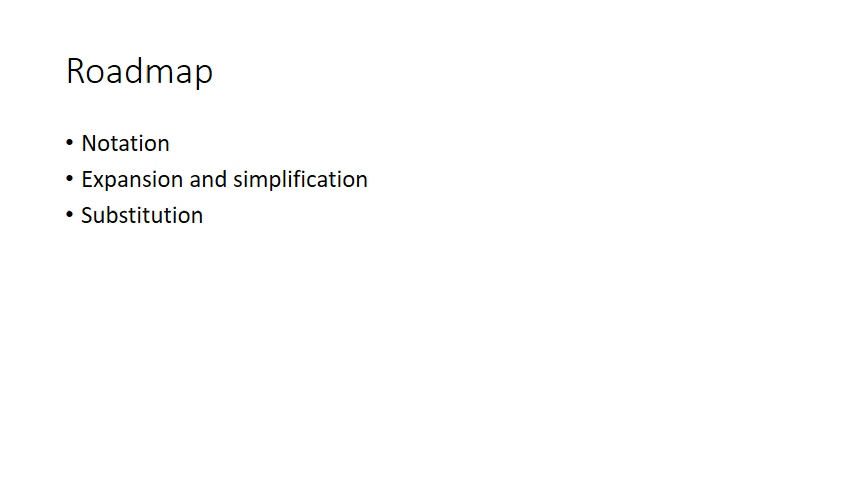 Roadmap
• Notation
• Expansion and simplification
• Substitution